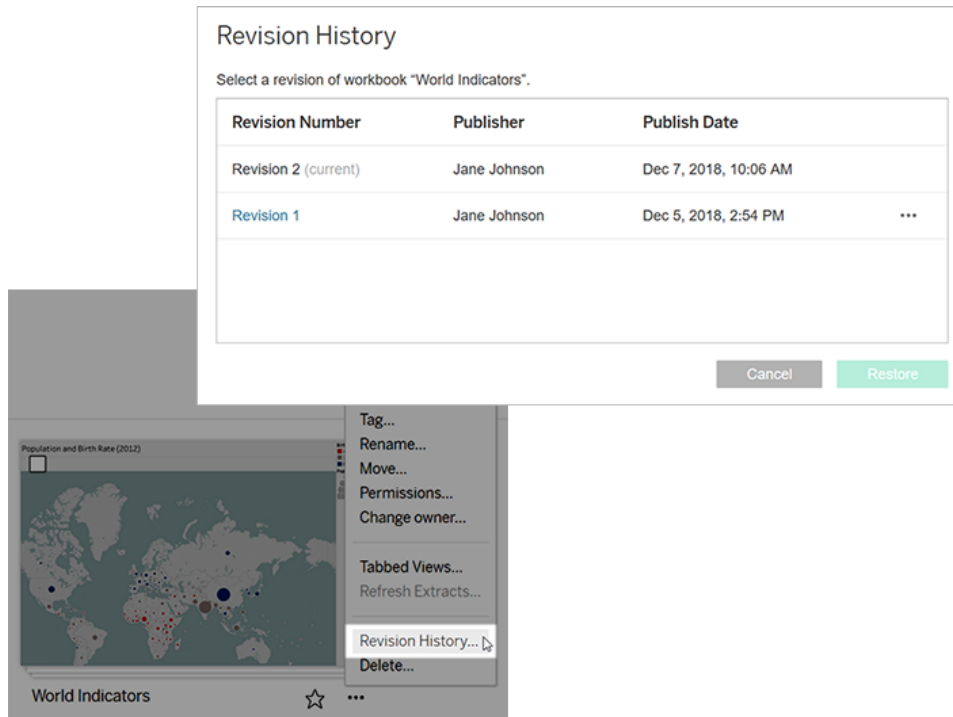 Revision History
Select a revision of workbook “World Indicators”.
Revision Number Publisher Publish Date
Revision 2 (current) Jane Johnson Dec 7, 2018, 10:06 AM
Revision 1 Jane Johnson Dec 5, 2018, 2:54 PM ...
Cancel Restore
Tag...
Rename...
Move...
Permissions...
Change owner...
Tabbed Views...
Refresh Extracts...
Revision History...
Delete...
Population and Birth Rate (2012)
World Indicators ...